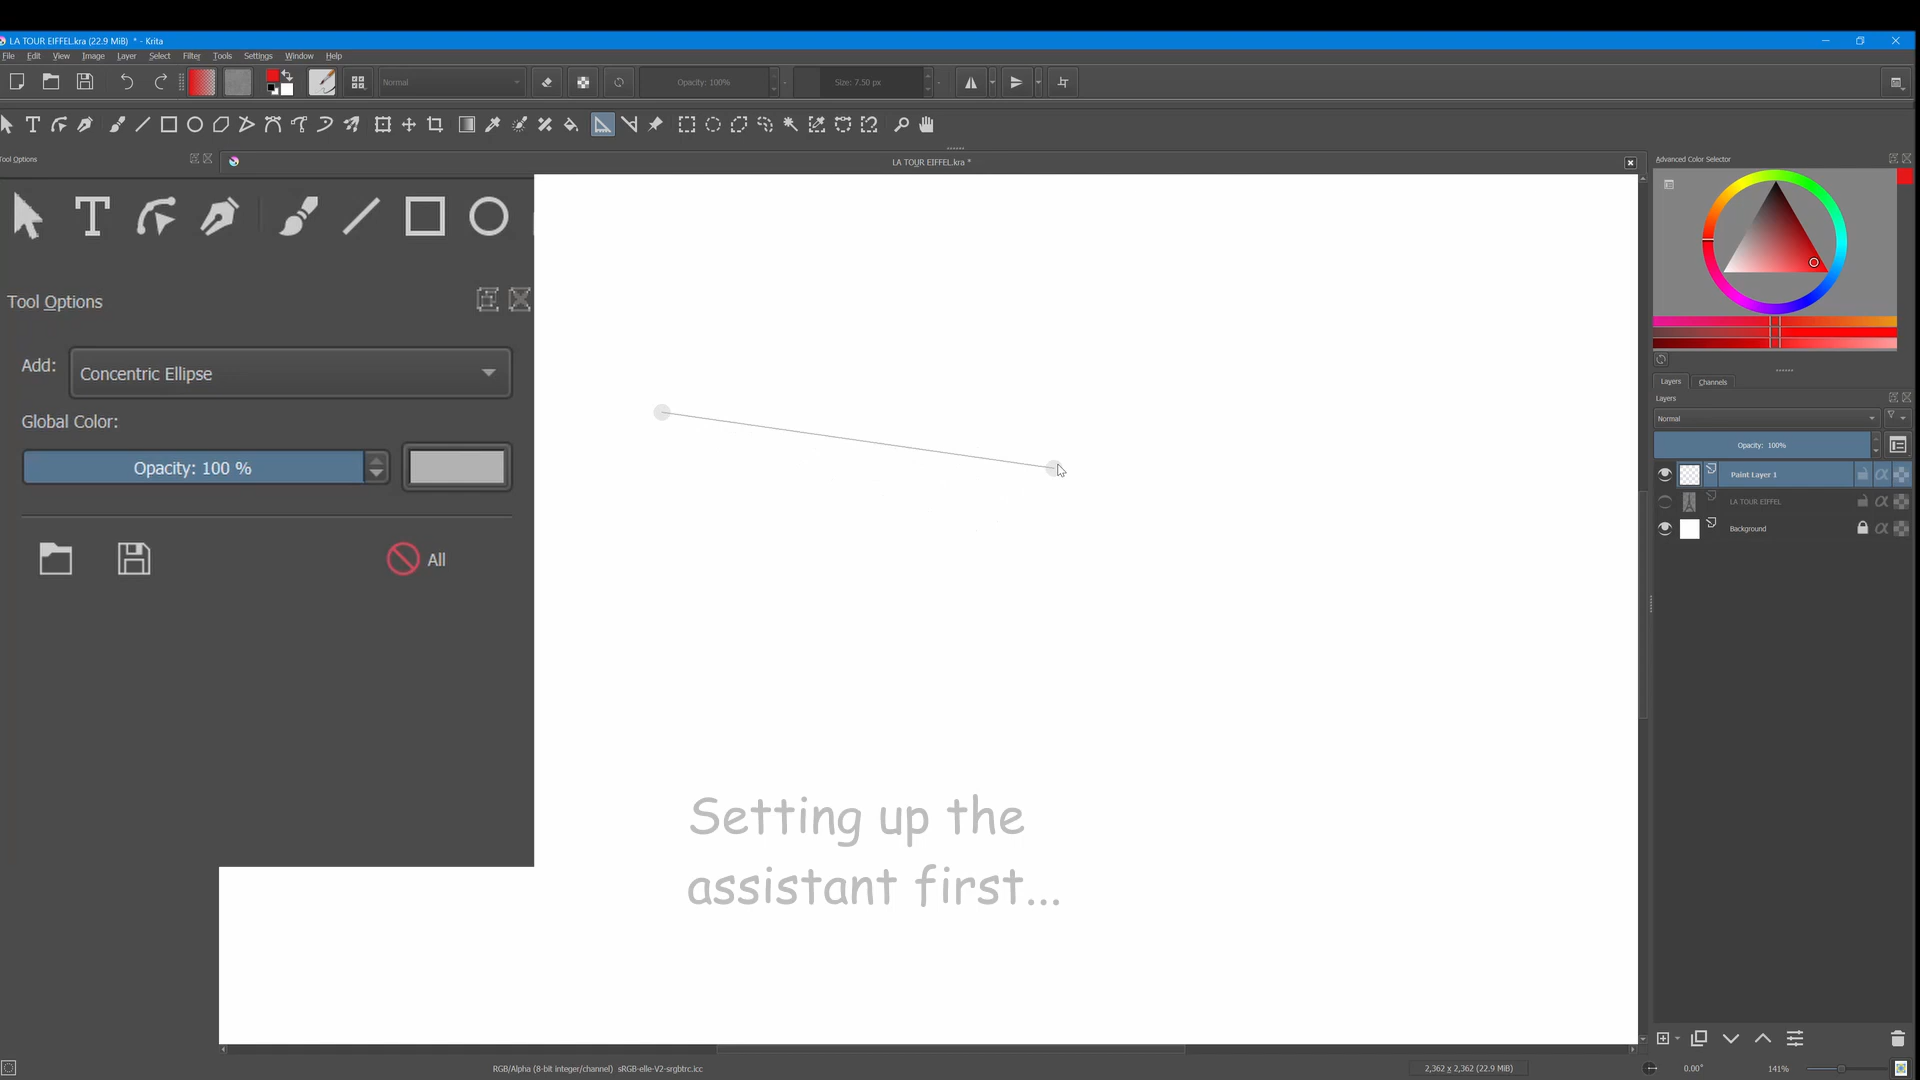 LA TOUR EIFFEL.kra (22.9 MiB) * - Krita
File Edit View Image Layer Select Filter Tools Settings Window Help
Normal
Opacity: 100%
Size: 7.50 px
Tool Options
LA TOUR EIFFEL.kra *
Advanced Color Selector
Tool Options
Add: Concentric Ellipse
Global Color:
Opacity: 100 %
All
Layers Channels
Layers
Normal
Opacity: 100%
Paint Layer 1
LA TOUR EIFFEL
Background
Setting up the
assistant first...
RGB/Alpha (8-bit integer/channel) sRGB-elle-V2-srgbtrc.icc
2,362 x 2,362 (22.9 MiB)
0.00°
141%